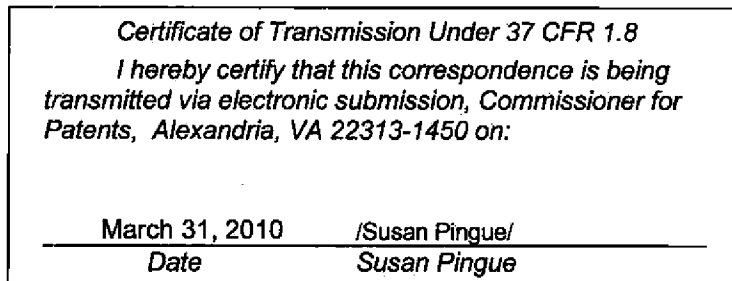 Certificate of Transmission Under 37 CFR 1.8
I hereby certify that this correspondence is being
transmitted via electronic submission, Commissioner for
Patents, Alexandria, VA 22313-1450 on:
March 31, 2010 /Susan Pingue/
Date Susan Pingue